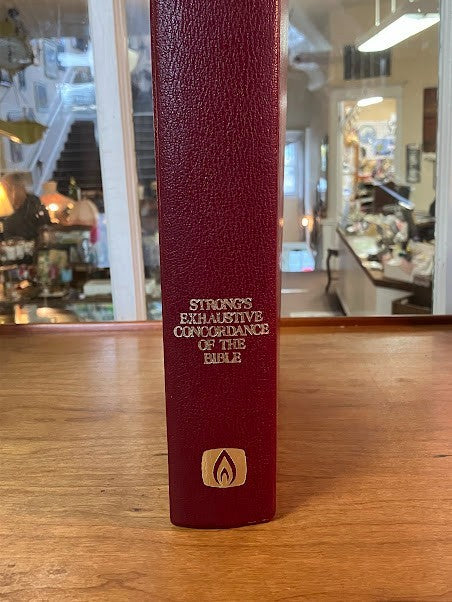 STRONG'S
EXHAUSTIVE
CONCORDANCE
OF THE
BIBLE